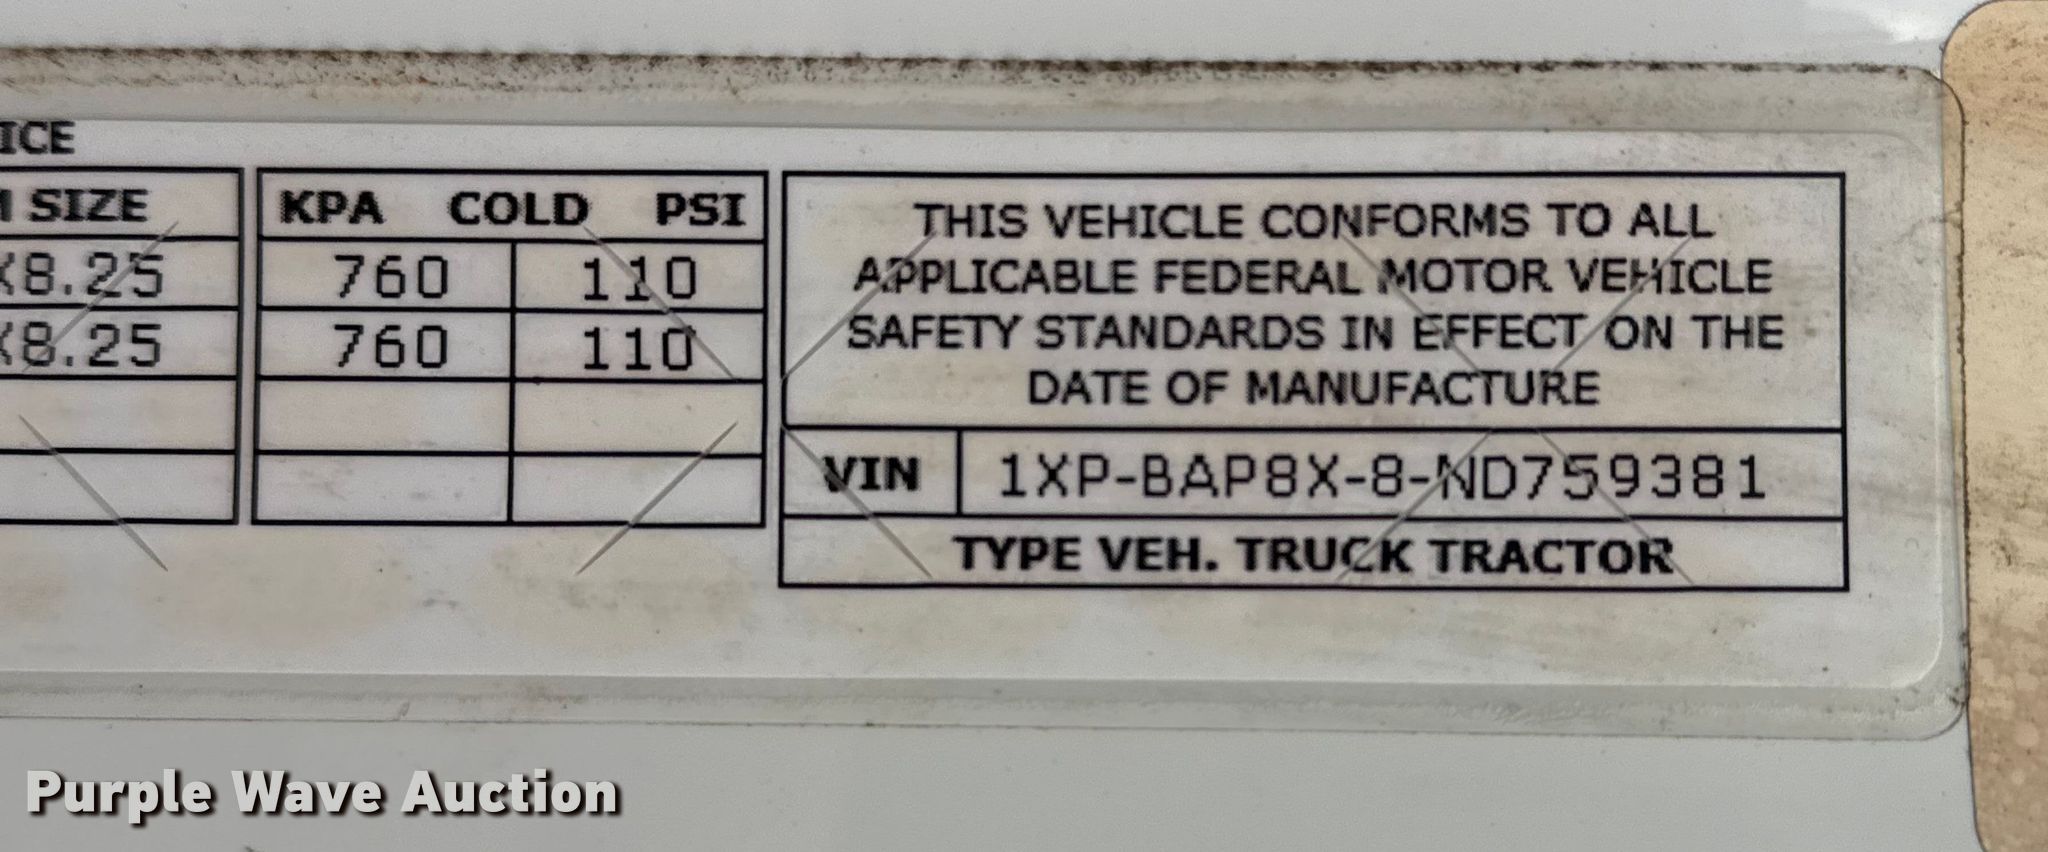 ICE
SIZE
KPA COLD PSI
X8.25 760 110
X8.25 760 110
THIS VEHICLE CONFORMS TO ALL
APPLICABLE FEDERAL MOTOR VEHICLE
SAFETY STANDARDS IN EFFECT ON THE
DATE OF MANUFACTURE
VIN 1XP-BAP8X-8-ND759381
TYPE VEH. TRUCK TRACTOR
Purple Wave Auction